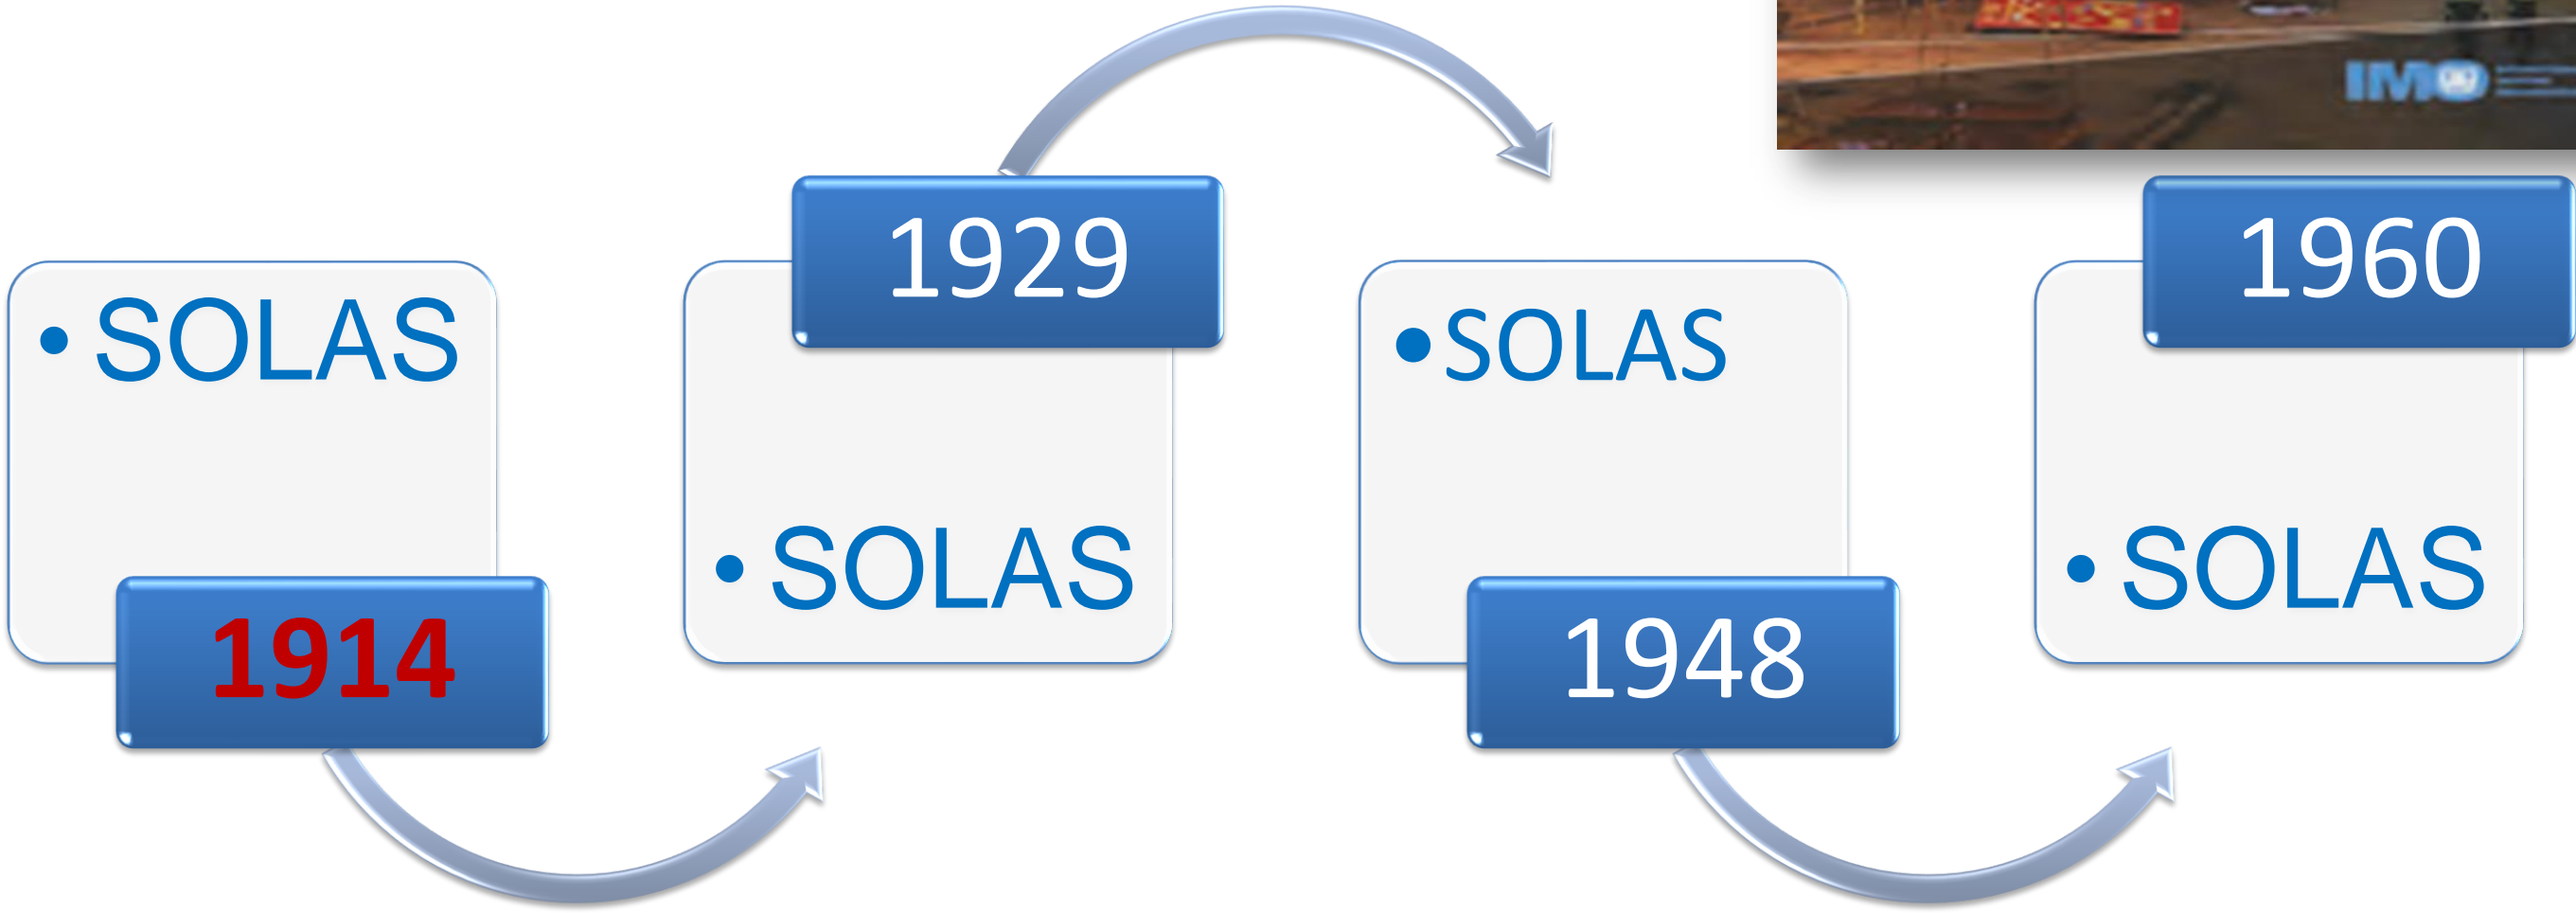 IMO
• SOLAS
1914
1929
• SOLAS
•SOLAS
1948
1960
• SOLAS